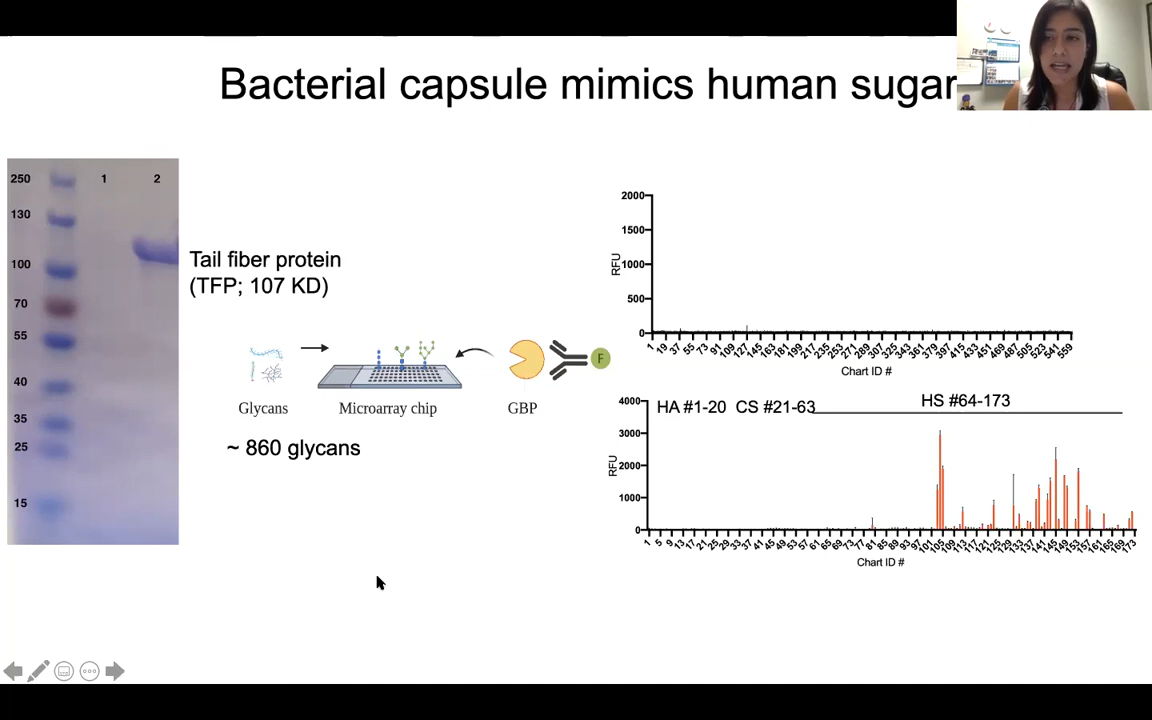 Bacterial capsule mimics human sugar
250
130
100
70
55
40
35
25
15
1 2
Tail fiber protein
(TFP; 107 KD)
Glycans
Microarray chip
GBP
F
~ 860 glycans
2000
1500
1000
500
0
RFU
Chart ID #
HA #1-20 CS #21-63
HS #64-173
4000
3000
2000
1000
0
RFU
Chart ID #